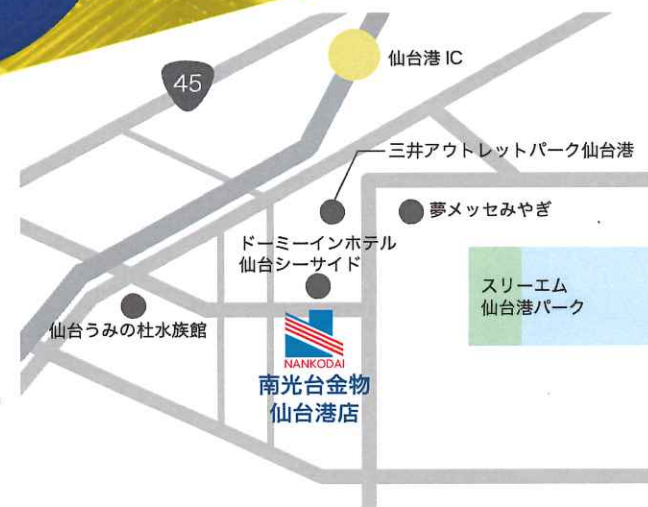 仙台港 IC
45
三井アウトレットパーク仙台港
夢メッセみやぎ
ドーミーインホテル
仙台シーサイド
スリーエム
仙台港パーク
仙台うみの杜水族館
NANKODAI
南光台金物
仙台港店